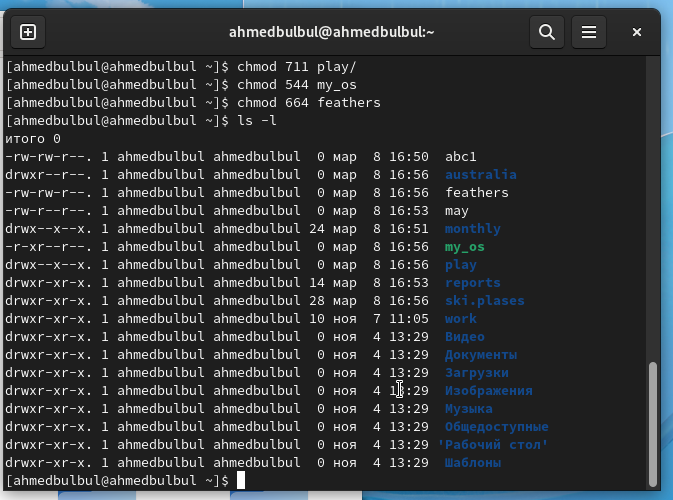 ahmedbulbul@ahmedbulbul:~
[ahmedbulbul@ahmedbulbul ~]$ chmod 711 play/
[ahmedbulbul@ahmedbulbul ~]$ chmod 544 my_os
[ahmedbulbul@ahmedbulbul ~]$ chmod 664 feathers
[ahmedbulbul@ahmedbulbul ~]$ ls -l
итого 0
-rw-rw-r--. 1 ahmedbulbul ahmedbulbul  0 мар  8 16:50  abc1
drwxr--r--. 1 ahmedbulbul ahmedbulbul  0 мар  8 16:56  australia
-rw-rw-r--. 1 ahmedbulbul ahmedbulbul  0 мар  8 16:56  feathers
-rw-r--r--. 1 ahmedbulbul ahmedbulbul  0 мар  8 16:53  may
drwx--x--x. 1 ahmedbulbul ahmedbulbul 24 мар  8 16:51  monthly
-r-xr--r--. 1 ahmedbulbul ahmedbulbul  0 мар  8 16:56  my_os
drwx--x--x. 1 ahmedbulbul ahmedbulbul  0 мар  8 16:56  play
drwxr-xr-x. 1 ahmedbulbul ahmedbulbul 14 мар  8 16:53  reports
drwxr-xr-x. 1 ahmedbulbul ahmedbulbul 28 мар  8 16:56  ski.plases
drwxr-xr-x. 1 ahmedbulbul ahmedbulbul 10 ноя  7 11:05  work
drwxr-xr-x. 1 ahmedbulbul ahmedbulbul  0 ноя  4 13:29  Видео
drwxr-xr-x. 1 ahmedbulbul ahmedbulbul  0 ноя  4 13:29  Документы
drwxr-xr-x. 1 ahmedbulbul ahmedbulbul  0 ноя  4 13:29  Загрузки
drwxr-xr-x. 1 ahmedbulbul ahmedbulbul  0 ноя  4 13:29  Изображения
drwxr-xr-x. 1 ahmedbulbul ahmedbulbul  0 ноя  4 13:29  Музыка
drwxr-xr-x. 1 ahmedbulbul ahmedbulbul  0 ноя  4 13:29  Общедоступные
drwxr-xr-x. 1 ahmedbulbul ahmedbulbul  0 ноя  4 13:29 'Рабочий стол'
drwxr-xr-x. 1 ahmedbulbul ahmedbulbul  0 ноя  4 13:29  Шаблоны
[ahmedbulbul@ahmedbulbul ~]$